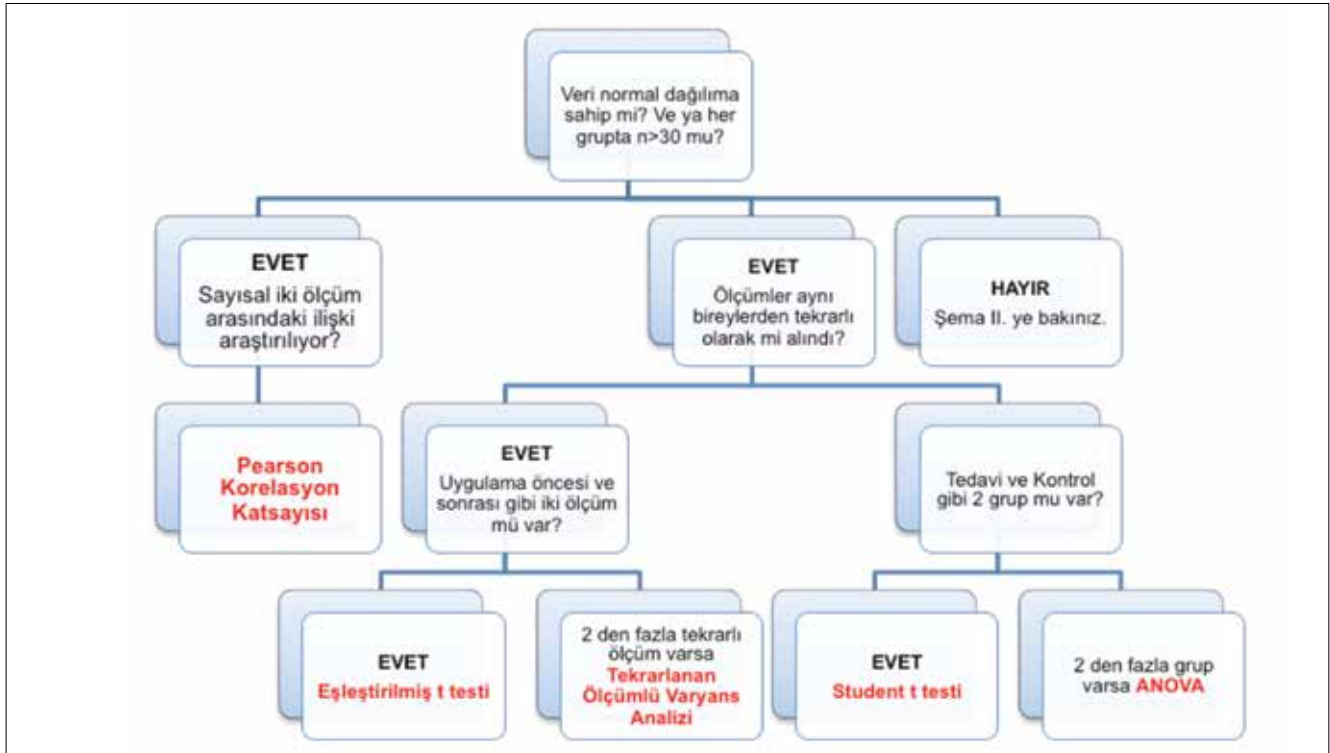 Veri normal dağılıma
sahip mi? Ve ya her
grupta n>30 mu?
EVET
Sayısal iki ölçüm
arasındaki ilişki
araştırılıyor?
EVET
Ölçümler aynı
bireylerden tekrarlı
olarak mi alındı?
HAYIR
Şema II. ye bakınız.
Pearson
Korelasyon
Katsayısı
EVET
Uygulama öncesi ve
sonrası gibi iki ölçüm
mü var?
Tedavi ve Kontrol
gibi 2 grup mu var?
EVET
Eşleştirilmiş t testi
2 den fazla tekrarlı
ölçüm varsa
Tekrarlanan
Ölçümlü Varyans
Analizi
EVET
Student t testi
2 den fazla grup
varsa ANOVA